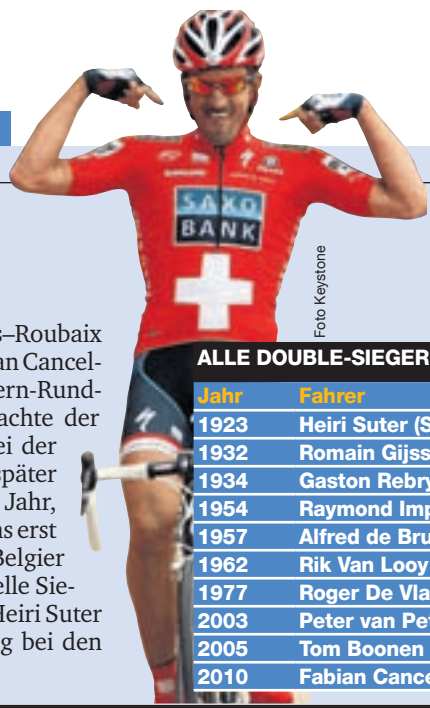 SAXO
BANK
Foto Keystone
s–Roubaix
an Cancel-
ern-Rund-
achte der
ei der
später
Jahr,
ns erst
Belgier
elle Sie-
Heiri Suter
g bei den
ALLE DOUBLE-SIEGER
Jahr Fahrer
1923 Heiri Suter (S
1932 Romain Gijss
1934 Gaston Rebry
1954 Raymond Imp
1957 Alfred de Bru
1962 Rik Van Looy
1977 Roger De Vla
2003 Peter van Pet
2005 Tom Boonen
2010 Fabian Cance